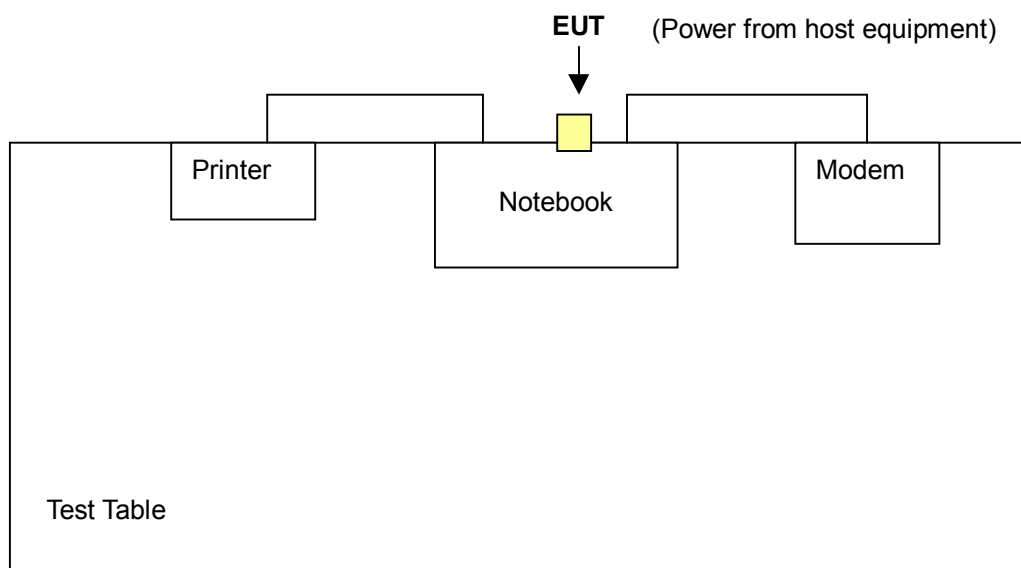 EUT (Power from host equipment)
Printer
Notebook
Modem
Test Table